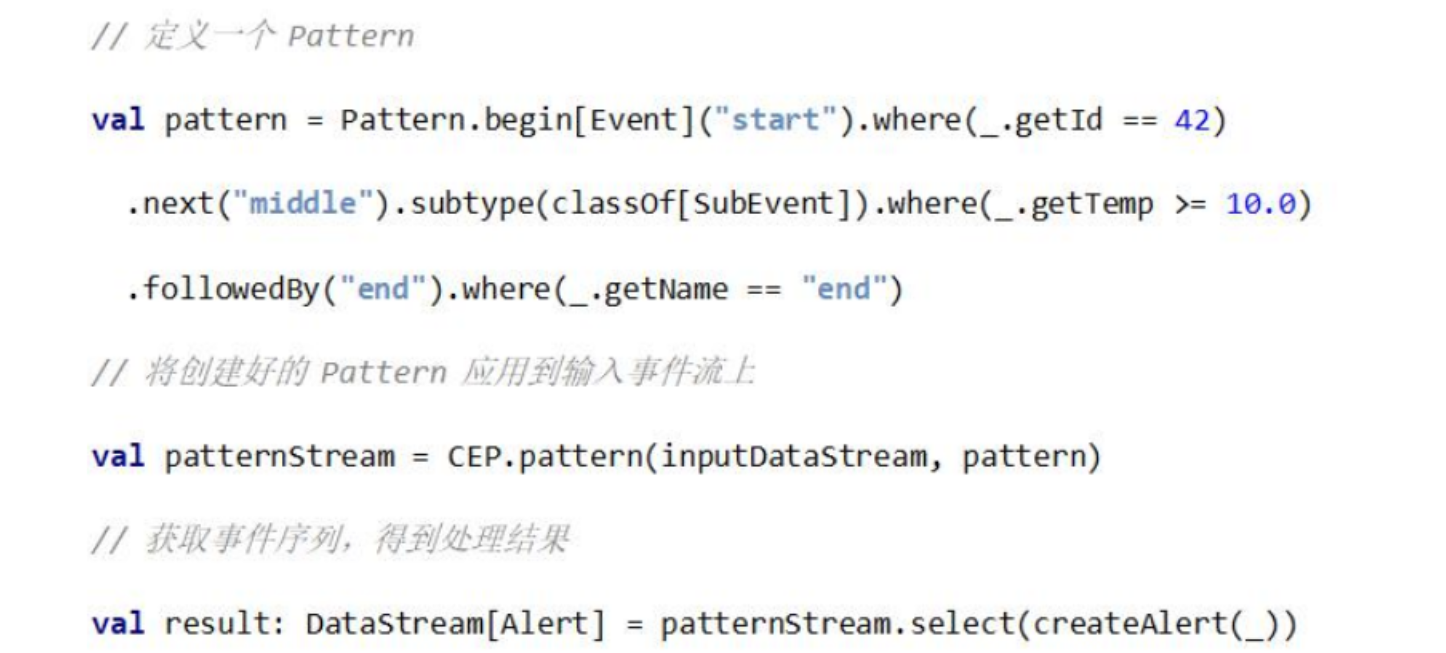 // 定义一个 Pattern
val pattern = Pattern.begin[Event]("start").where(_.getId == 42)
.next("middle").subtype(classOf[SubEvent]).where(_.getTemp >= 10.0)
.followedBy("end").where(_.getName == "end")
// 将创建好的 Pattern 应用到输入事件流上
val patternStream = CEP.pattern(inputDataStream, pattern)
// 获取事件序列，得到处理结果
val result: DataStream[Alert] = patternStream.select(createAlert(_))